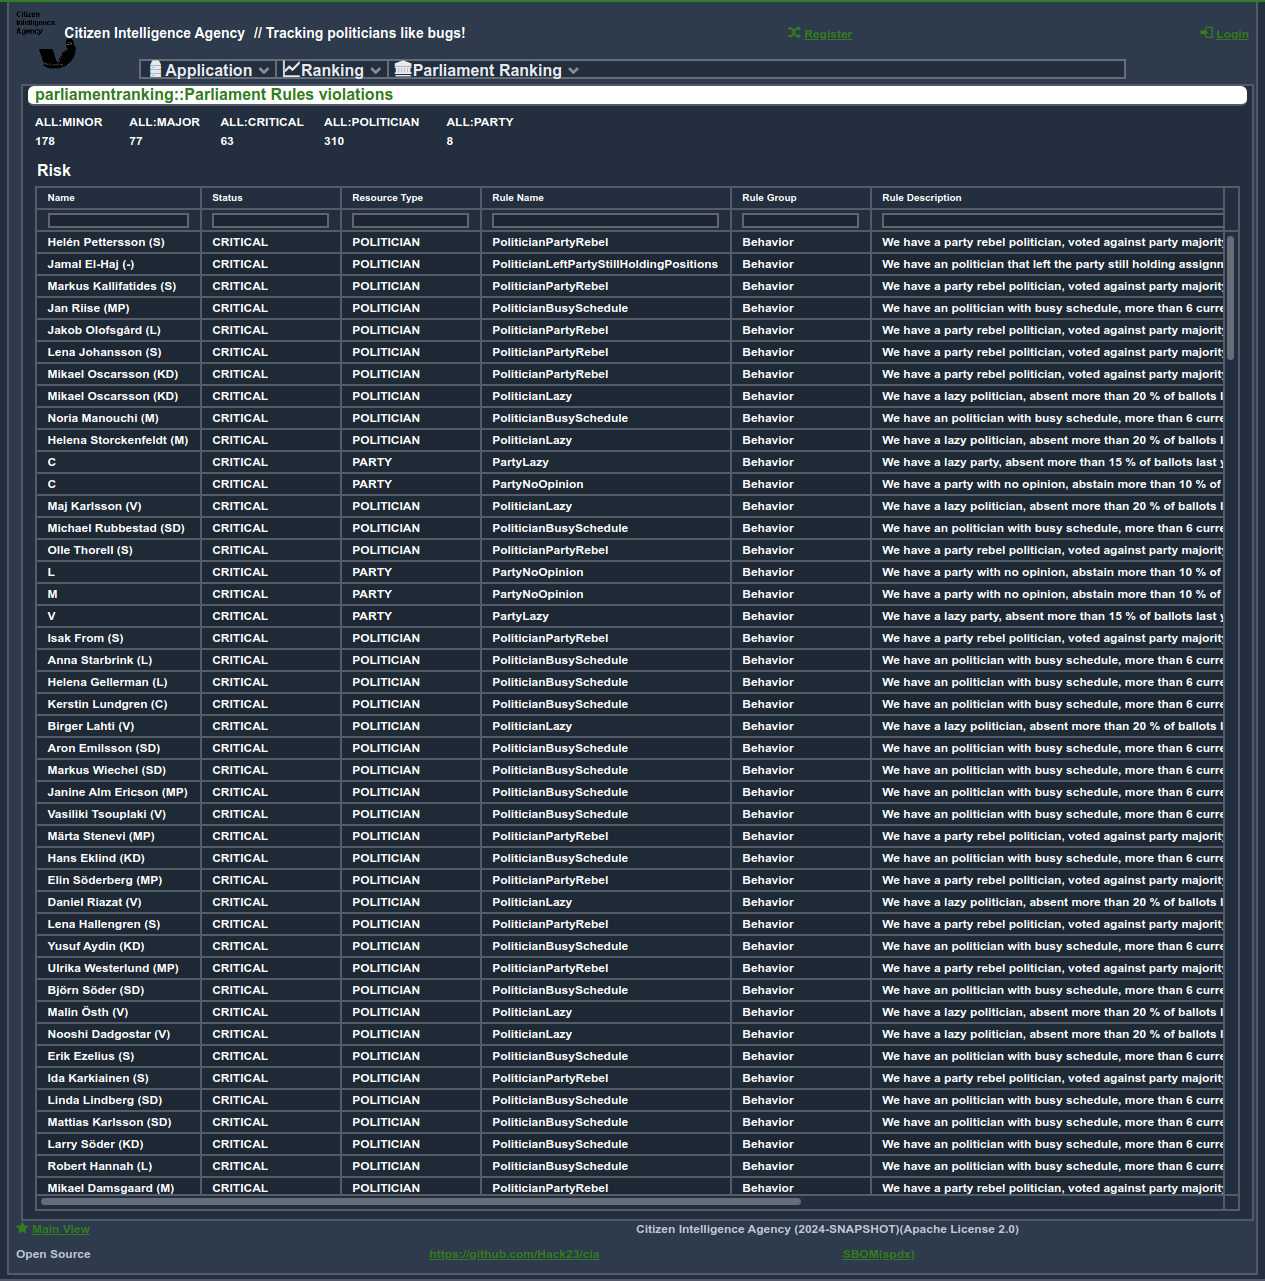 Citizen
Intelligence
Agency
Citizen Intelligence Agency // Tracking politicians like bugs!
Register
Login
Application Ranking Parliament Ranking
parliamentranking::Parliament Rules violations
ALL:MINOR ALL:MAJOR ALL:CRITICAL ALL:POLITICIAN ALL:PARTY
178 77 63 310 8
Risk
Name Status Resource Type Rule Name Rule Group Rule Description
Helén Pettersson (S) CRITICAL POLITICIAN PoliticianPartyRebel Behavior We have a party rebel politician, voted against party majority
Jamal El-Haj (-) CRITICAL POLITICIAN PoliticianLeftPartyStillHoldingPositions Behavior We have an politician that left the party still holding assignm
Markus Kallifatides (S) CRITICAL POLITICIAN PoliticianPartyRebel Behavior We have a party rebel politician, voted against party majority
Jan Riise (MP) CRITICAL POLITICIAN PoliticianBusySchedule Behavior We have an politician with busy schedule, more than 6 curre
Jakob Olofsgård (L) CRITICAL POLITICIAN PoliticianPartyRebel Behavior We have a party rebel politician, voted against party majority
Lena Johansson (S) CRITICAL POLITICIAN PoliticianPartyRebel Behavior We have a party rebel politician, voted against party majority
Mikael Oscarsson (KD) CRITICAL POLITICIAN PoliticianPartyRebel Behavior We have a party rebel politician, voted against party majority
Mikael Oscarsson (KD) CRITICAL POLITICIAN PoliticianLazy Behavior We have a lazy politician, absent more than 20 % of ballots l
Noria Manouchi (M) CRITICAL POLITICIAN PoliticianBusySchedule Behavior We have an politician with busy schedule, more than 6 curre
Helena Storckenfeldt (M) CRITICAL POLITICIAN PoliticianLazy Behavior We have a lazy politician, absent more than 20 % of ballots l
C CRITICAL PARTY PartyLazy Behavior We have a lazy party, absent more than 15 % of ballots last y
C CRITICAL PARTY PartyNoOpinion Behavior We have a party with no opinion, abstain more than 10 % of
Maj Karlsson (V) CRITICAL POLITICIAN PoliticianLazy Behavior We have a lazy politician, absent more than 20 % of ballots l
Michael Rubbestad (SD) CRITICAL POLITICIAN PoliticianBusySchedule Behavior We have an politician with busy schedule, more than 6 curre
Olle Thorell (S) CRITICAL POLITICIAN PoliticianPartyRebel Behavior We have a party rebel politician, voted against party majority
L CRITICAL PARTY PartyNoOpinion Behavior We have a party with no opinion, abstain more than 10 % of
M CRITICAL PARTY PartyNoOpinion Behavior We have a party with no opinion, abstain more than 10 % of
V CRITICAL PARTY PartyLazy Behavior We have a lazy party, absent more than 15 % of ballots last y
Isak From (S) CRITICAL POLITICIAN PoliticianPartyRebel Behavior We have a party rebel politician, voted against party majority
Anna Starbrink (L) CRITICAL POLITICIAN PoliticianBusySchedule Behavior We have an politician with busy schedule, more than 6 curre
Helena Gellerman (L) CRITICAL POLITICIAN PoliticianBusySchedule Behavior We have an politician with busy schedule, more than 6 curre
Kerstin Lundgren (C) CRITICAL POLITICIAN PoliticianBusySchedule Behavior We have an politician with busy schedule, more than 6 curre
Birger Lahti (V) CRITICAL POLITICIAN PoliticianLazy Behavior We have a lazy politician, absent more than 20 % of ballots l
Aron Emilsson (SD) CRITICAL POLITICIAN PoliticianBusySchedule Behavior We have an politician with busy schedule, more than 6 curre
Markus Wiechel (SD) CRITICAL POLITICIAN PoliticianBusySchedule Behavior We have an politician with busy schedule, more than 6 curre
Janine Alm Ericson (MP) CRITICAL POLITICIAN PoliticianBusySchedule Behavior We have an politician with busy schedule, more than 6 curre
Vasiliki Tsouplaki (V) CRITICAL POLITICIAN PoliticianBusySchedule Behavior We have an politician with busy schedule, more than 6 curre
Märta Stenevi (MP) CRITICAL POLITICIAN PoliticianPartyRebel Behavior We have a party rebel politician, voted against party majority
Hans Eklind (KD) CRITICAL POLITICIAN PoliticianBusySchedule Behavior We have an politician with busy schedule, more than 6 curre
Elin Söderberg (MP) CRITICAL POLITICIAN PoliticianPartyRebel Behavior We have a party rebel politician, voted against party majority
Daniel Riazat (V) CRITICAL POLITICIAN PoliticianLazy Behavior We have a lazy politician, absent more than 20 % of ballots l
Lena Hallengren (S) CRITICAL POLITICIAN PoliticianPartyRebel Behavior We have a party rebel politician, voted against party majority
Yusuf Aydin (KD) CRITICAL POLITICIAN PoliticianBusySchedule Behavior We have an politician with busy schedule, more than 6 curre
Ulrika Westerlund (MP) CRITICAL POLITICIAN PoliticianPartyRebel Behavior We have a party rebel politician, voted against party majority
Björn Söder (SD) CRITICAL POLITICIAN PoliticianBusySchedule Behavior We have an politician with busy schedule, more than 6 curre
Malin Östh (V) CRITICAL POLITICIAN PoliticianLazy Behavior We have a lazy politician, absent more than 20 % of ballots l
Nooshi Dadgostar (V) CRITICAL POLITICIAN PoliticianLazy Behavior We have a lazy politician, absent more than 20 % of ballots l
Erik Ezelius (S) CRITICAL POLITICIAN PoliticianBusySchedule Behavior We have an politician with busy schedule, more than 6 curre
Ida Karkiainen (S) CRITICAL POLITICIAN PoliticianPartyRebel Behavior We have a party rebel politician, voted against party majority
Linda Lindberg (SD) CRITICAL POLITICIAN PoliticianBusySchedule Behavior We have an politician with busy schedule, more than 6 curre
Mattias Karlsson (SD) CRITICAL POLITICIAN PoliticianBusySchedule Behavior We have an politician with busy schedule, more than 6 curre
Larry Söder (KD) CRITICAL POLITICIAN PoliticianBusySchedule Behavior We have an politician with busy schedule, more than 6 curre
Robert Hannah (L) CRITICAL POLITICIAN PoliticianBusySchedule Behavior We have an politician with busy schedule, more than 6 curre
Mikael Damsgaard (M) CRITICAL POLITICIAN PoliticianPartyRebel Behavior We have a party rebel politician, voted against party majority
Main View Citizen Intelligence Agency (2024-SNAPSHOT)(Apache License 2.0)
Open Source https://github.com/Hack23/cia SBOM(spdx)